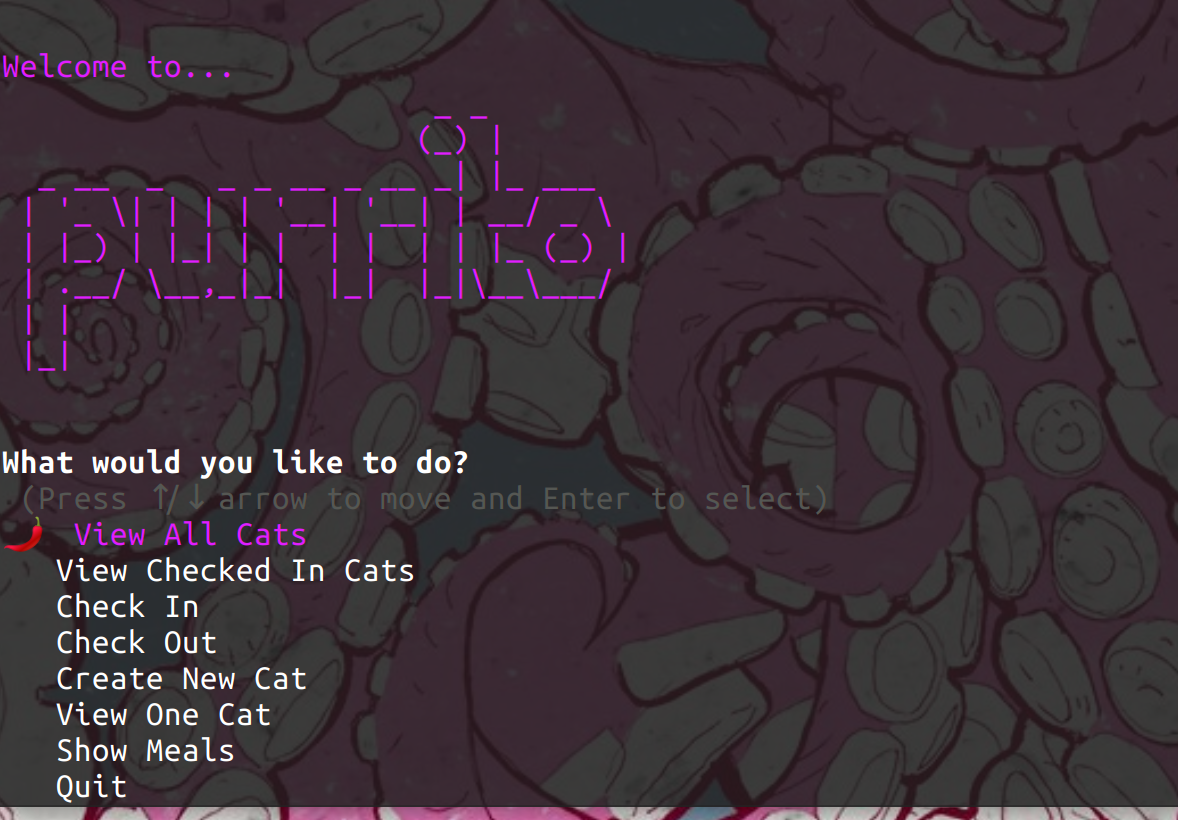 Welcome to...
purrito
What would you like to do?
(Press ↑/↓ arrow to move and Enter to select)
🌶️ View All Cats
View Checked In Cats
Check In
Check Out
Create New Cat
View One Cat
Show Meals
Quit